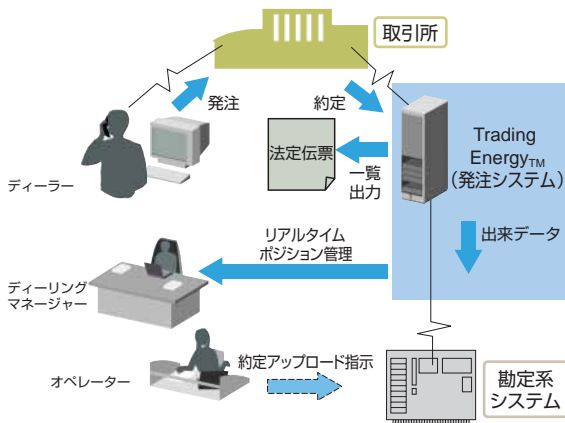 取引所
発注
約定
ディーラー
法定伝票
一覧
出力
Trading
EnergyTM
(発注システム)
出来データ
リアルタイム
ポジション管理
ディーリング
マネージャー
オペレーター
約定アップロード指示
勘定系
システム